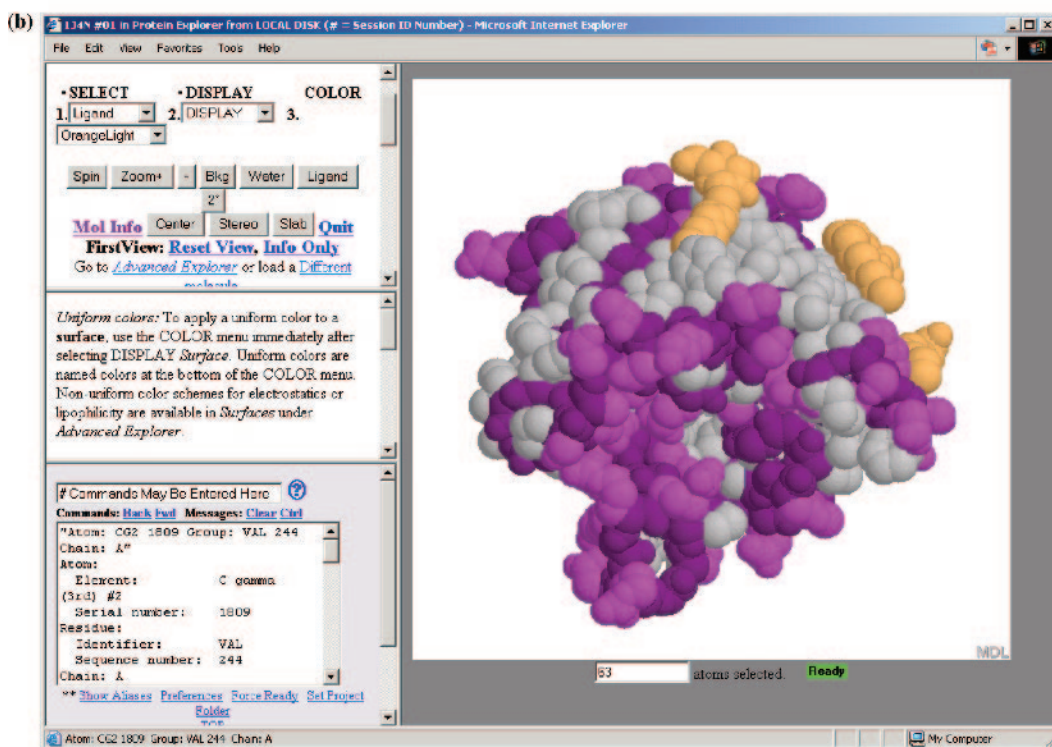 (b)
1J4N #01 in Protein Explorer from LOCAL DISK (# = Session ID Number) - Microsoft Internet Explorer
File Edit View Favorites Tools Help
• SELECT • DISPLAY COLOR
1. Ligand 2. DISPLAY 3.
OrangeLight
Spin Zoom+ - Bkg Water Ligand
2°
Mol Info Center Stereo Slab Quit
FirstView: Reset View, Info Only
Go to Advanced Explorer or load a Different
molecule
Uniform colors: To apply a uniform color to a
surface, use the COLOR menu immediately after
selecting DISPLAY Surface. Uniform colors are
named colors at the bottom of the COLOR menu.
Non-uniform color schemes for electrostatics or
lipophilicity are available in Surfaces under
Advanced Explorer.
# Commands May Be Entered Here ?
Commands: Back Fwd Messages: Clear Ctrl
"Atom: CG2 1809 Group: VAL 244
Chain: A"
Atom:
Element: C gamma
(3rd) #2
Serial number: 1809
Residue:
Identifier: VAL
Sequence number: 244
Chain: A
** Show Aliases Preferences Force Ready Set Project
Folder
TOP
MDL
63 atoms selected. Ready
Atom: CG2 1809 Group: VAL 244 Chain: A
My Computer